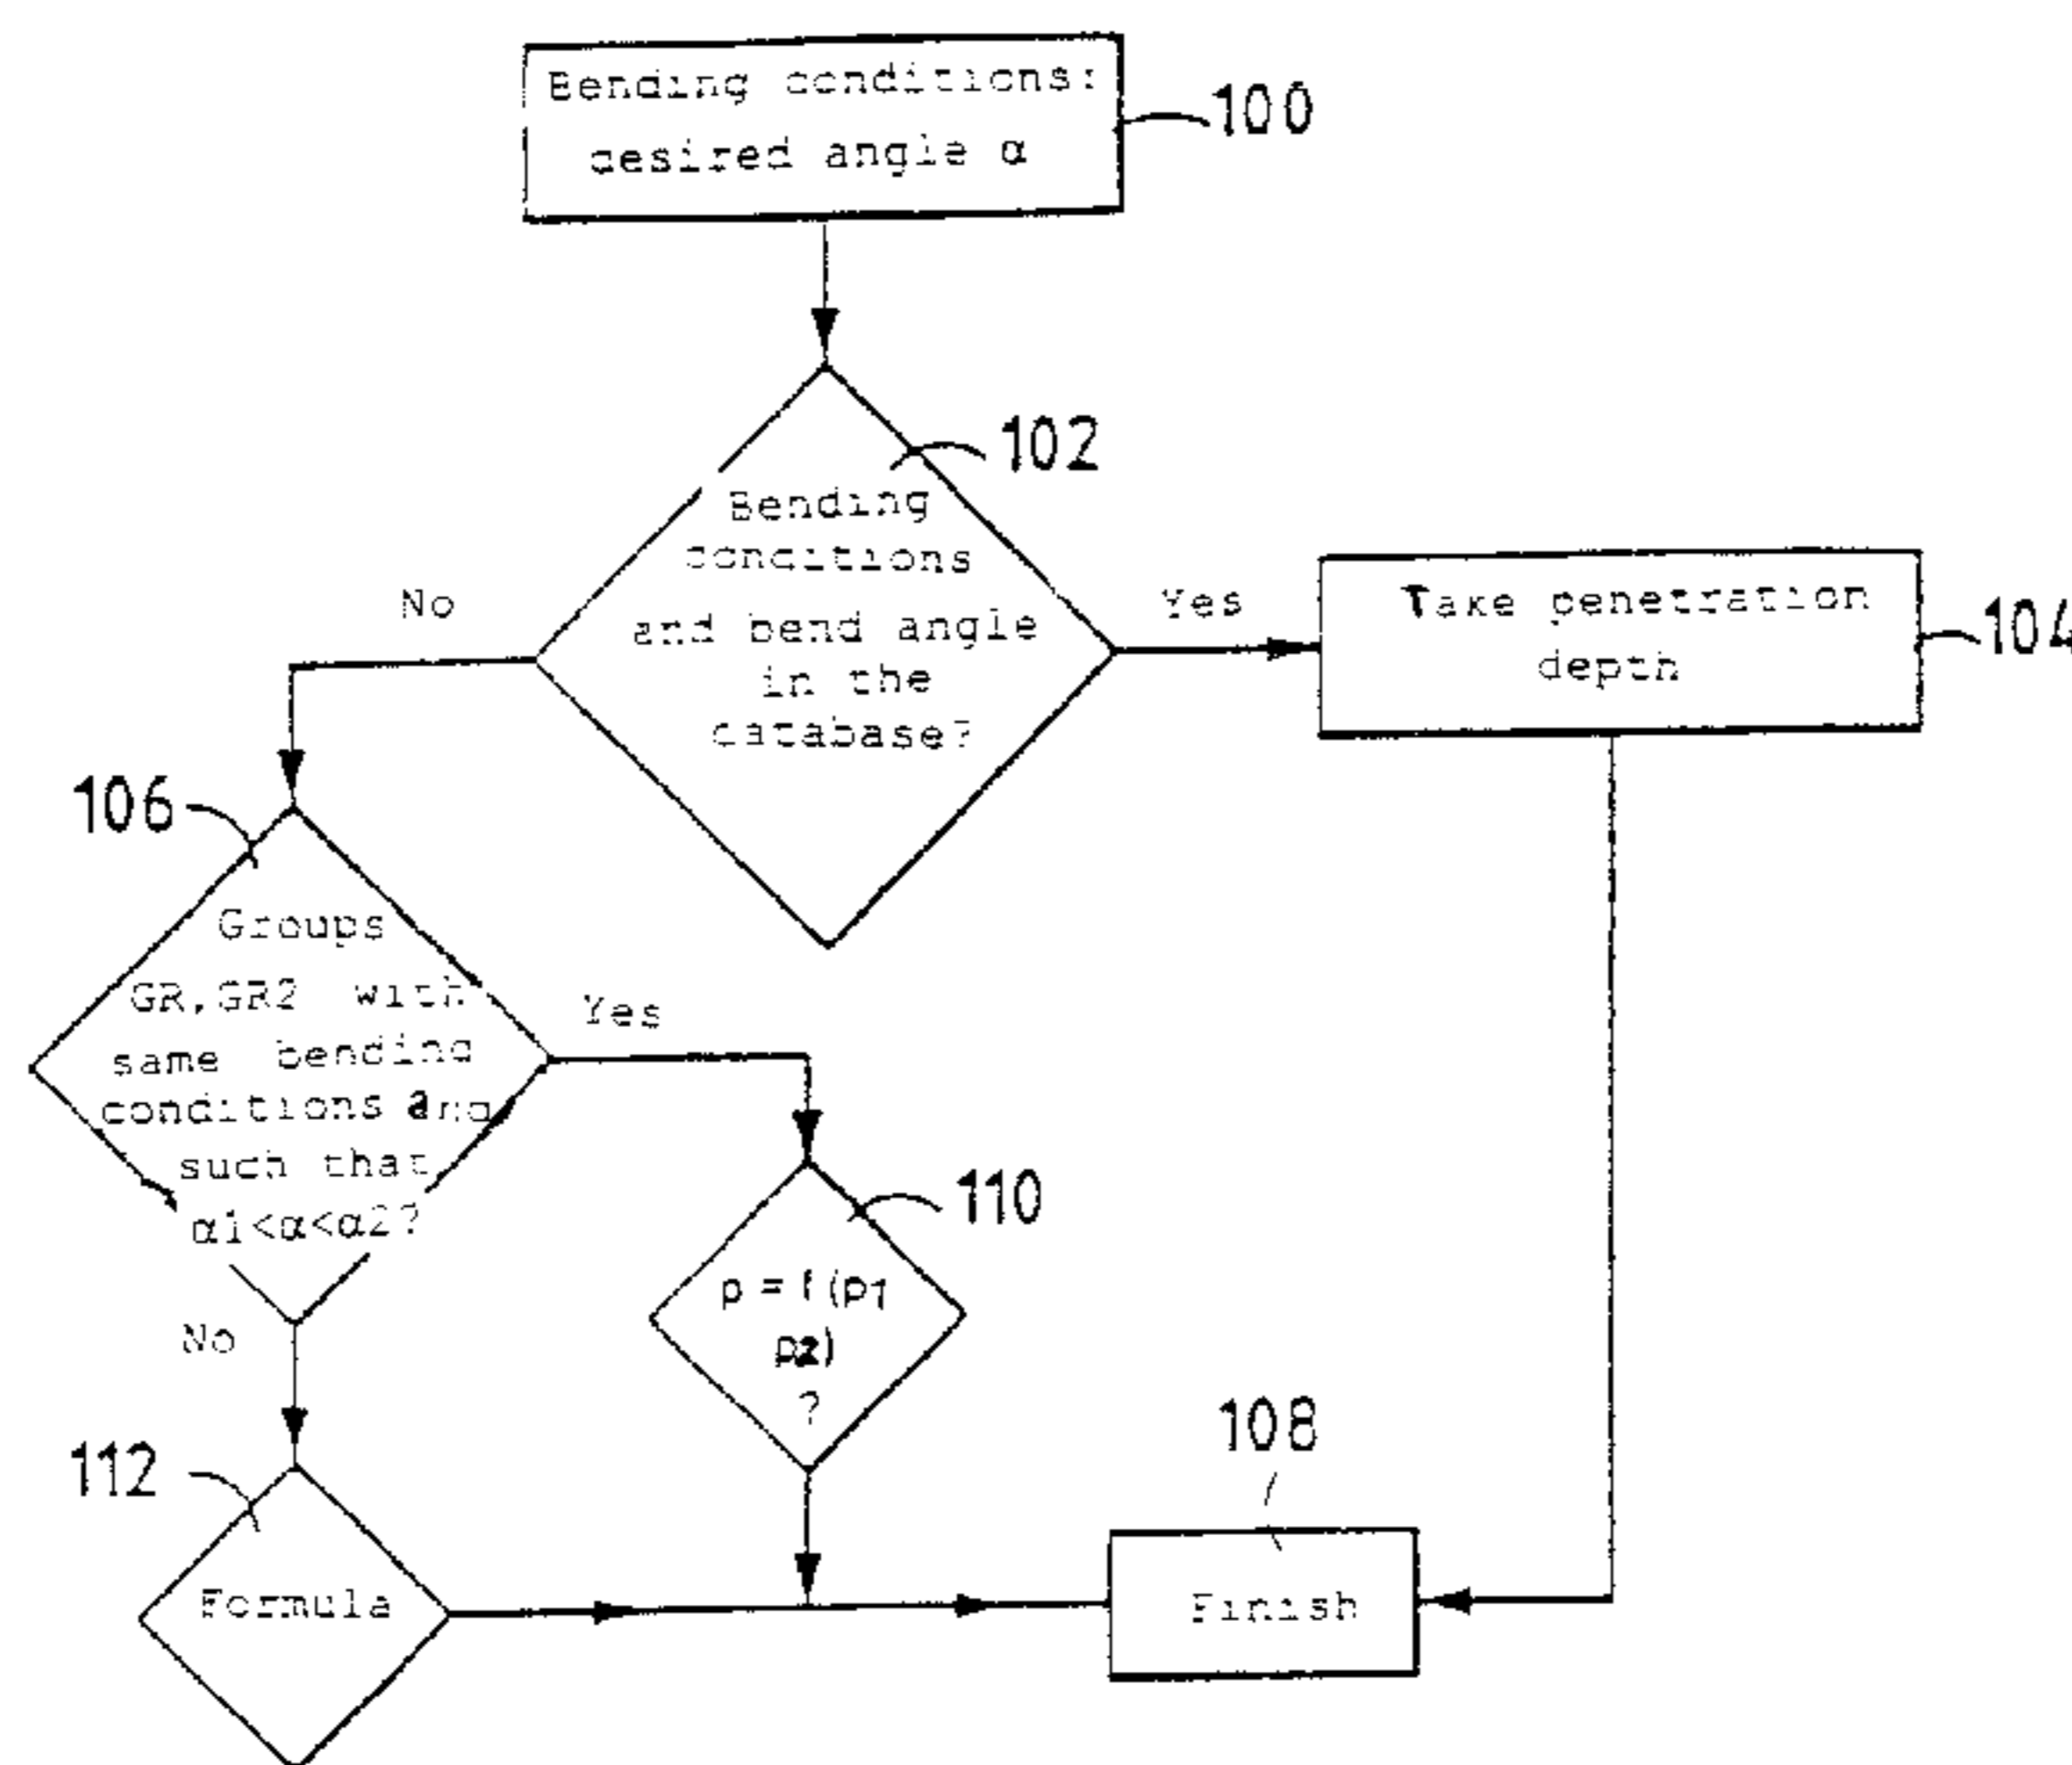 Bending conditions:
desired angle α
100
102
Bending
conditions
and bend angle
in the
database?
No
Yes
Take penetration
depth
104
106
Groups
GR,GR2 with
same bending
conditions and
such that
α1<α<α2?
Yes
No
110
p = f (p1
p2)
?
108
Finish
112
Formula